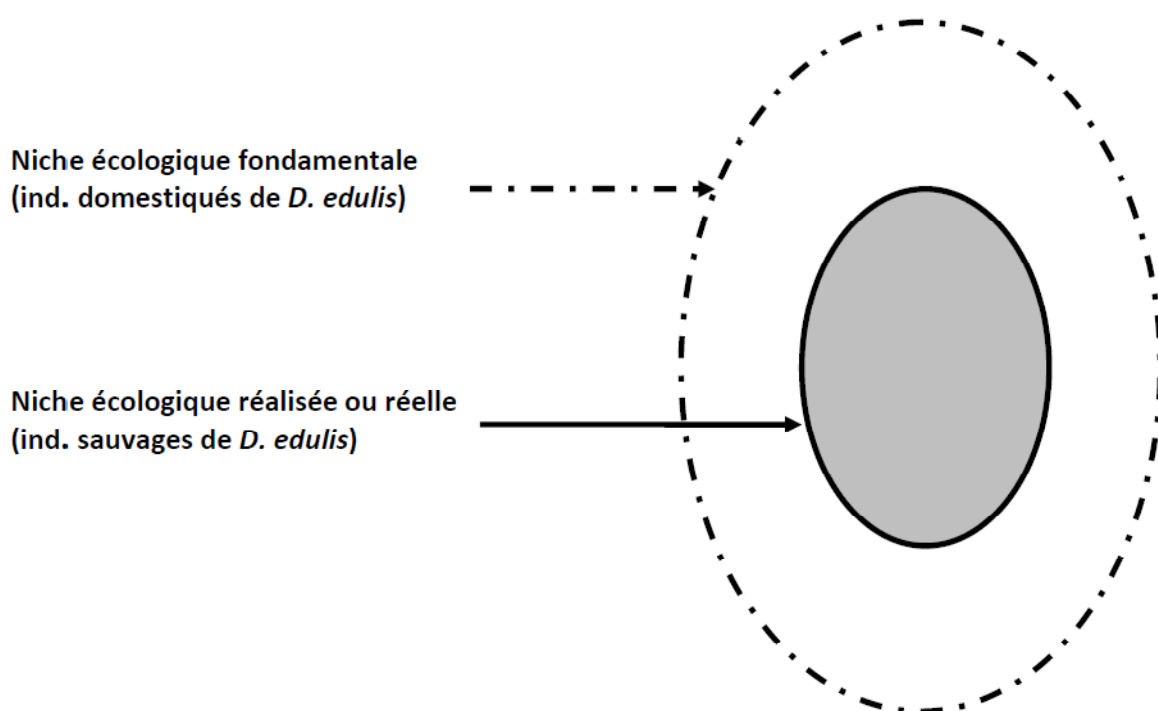 Niche écologique fondamentale
(ind. domestiqués de D. edulis)
Niche écologique réalisée ou réelle
(ind. sauvages de D. edulis)